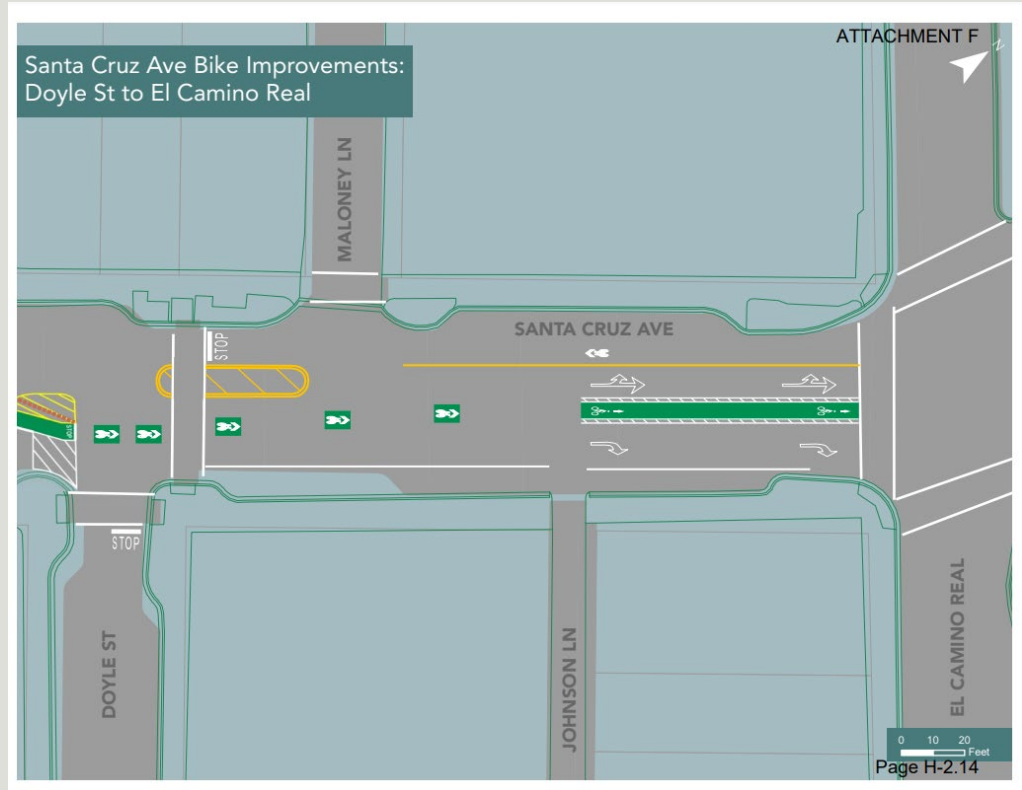 ATTACHMENT F
N
Santa Cruz Ave Bike Improvements:
Doyle St to El Camino Real
MALONEY LN
SANTA CRUZ AVE
STOP
STOP
STOP
DOYLE ST
JOHNSON LN
EL CAMINO REAL
0 10 20
Feet
Page H-2.14